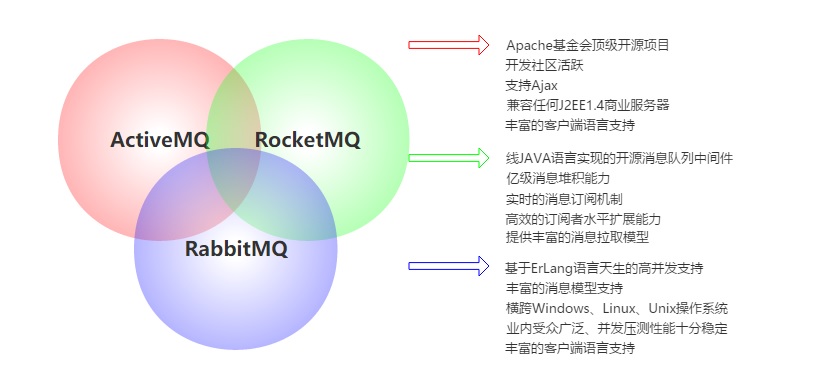 ActiveMQ
RocketMQ
RabbitMQ
Apache基金会顶级开源项目
开发社区活跃
支持Ajax
兼容任何J2EE1.4商业服务器
丰富的客户端语言支持
线JAVA语言实现的开源消息队列中间件
亿级消息堆积能力
实时的消息订阅机制
高效的订阅者水平扩展能力
提供丰富的消息拉取模型
基于ErLang语言天生的高并发支持
丰富的消息模型支持
横跨Windows、Linux、Unix操作系统
业内受众广泛、并发压测性能十分稳定
丰富的客户端语言支持